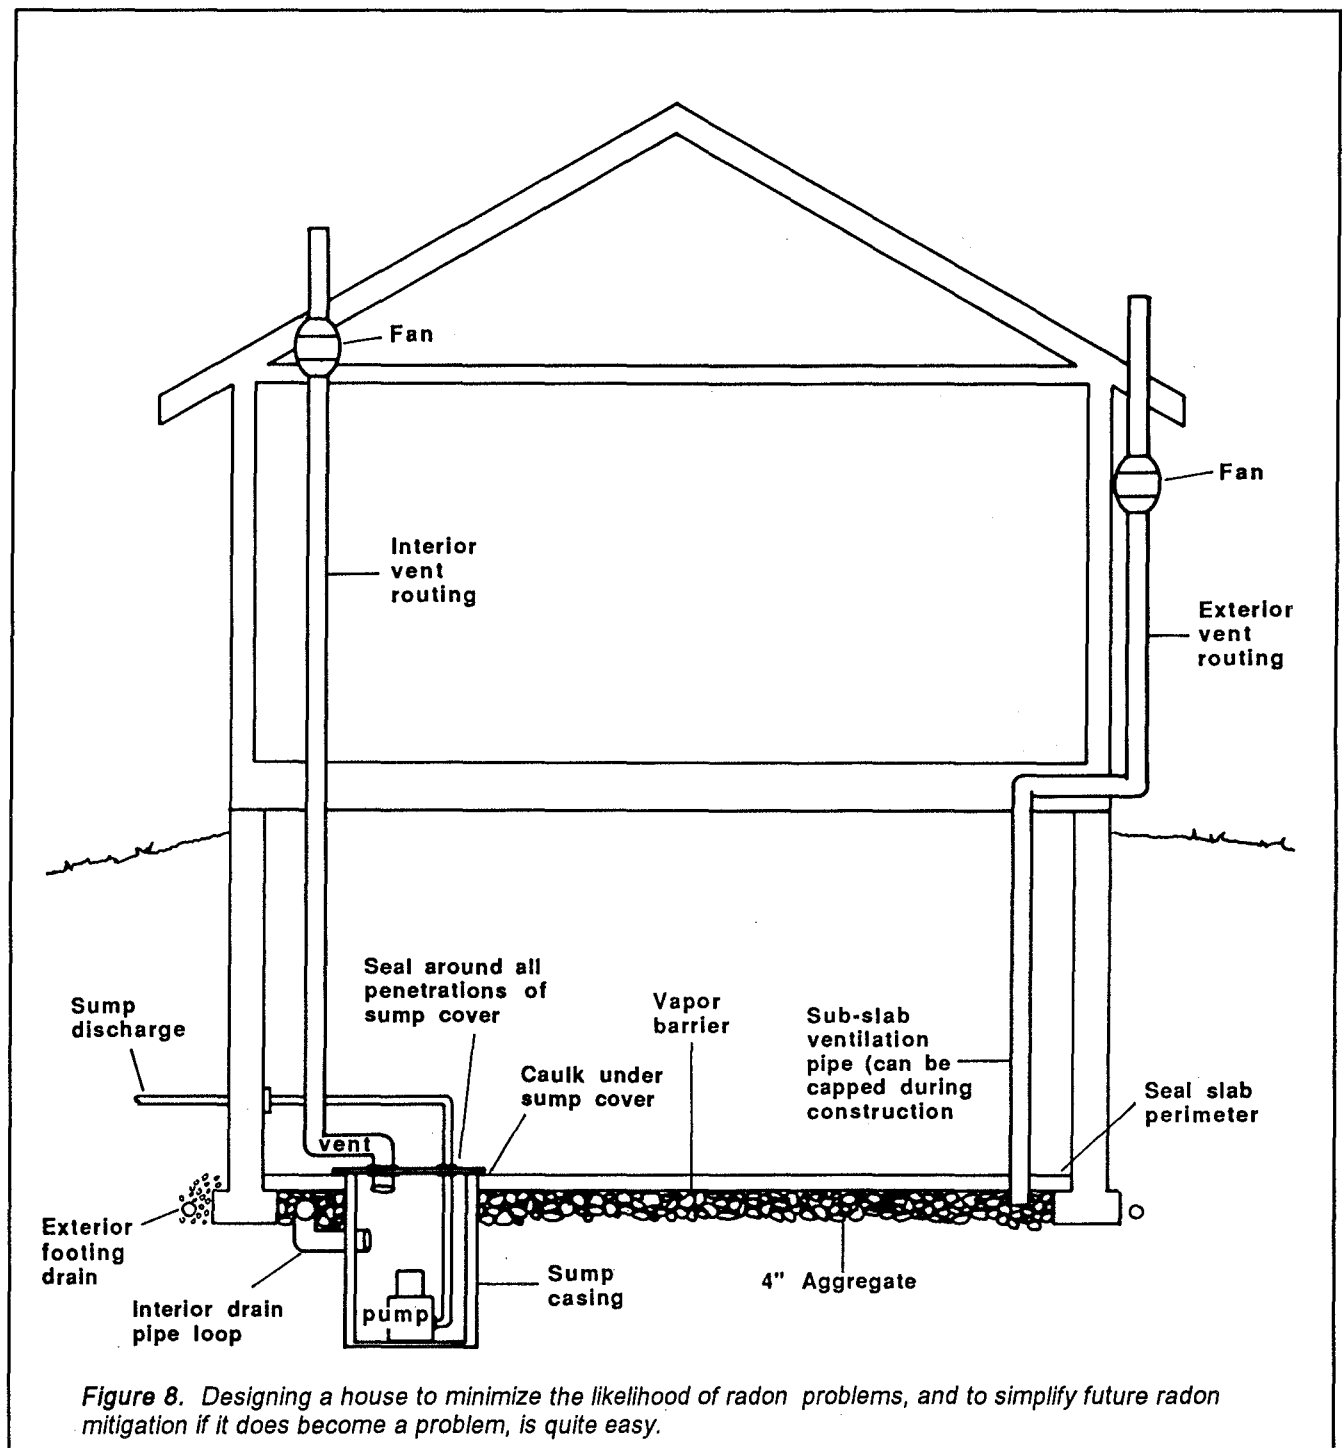 Fan
Fan
Interior
vent
routing
Exterior
vent
routing
Seal around all
penetrations of
sump cover
Sump
discharge
Vapor
barrier
Sub-slab
ventilation
pipe (can be
capped during
construction
Caulk under
sump cover
Seal slab
perimeter
vent
Exterior
footing
drain
Interior drain
pipe loop
pump
Sump
casing
4" Aggregate
Figure 8. Designing a house to minimize the likelihood of radon problems, and to simplify future radon
mitigation if it does become a problem, is quite easy.